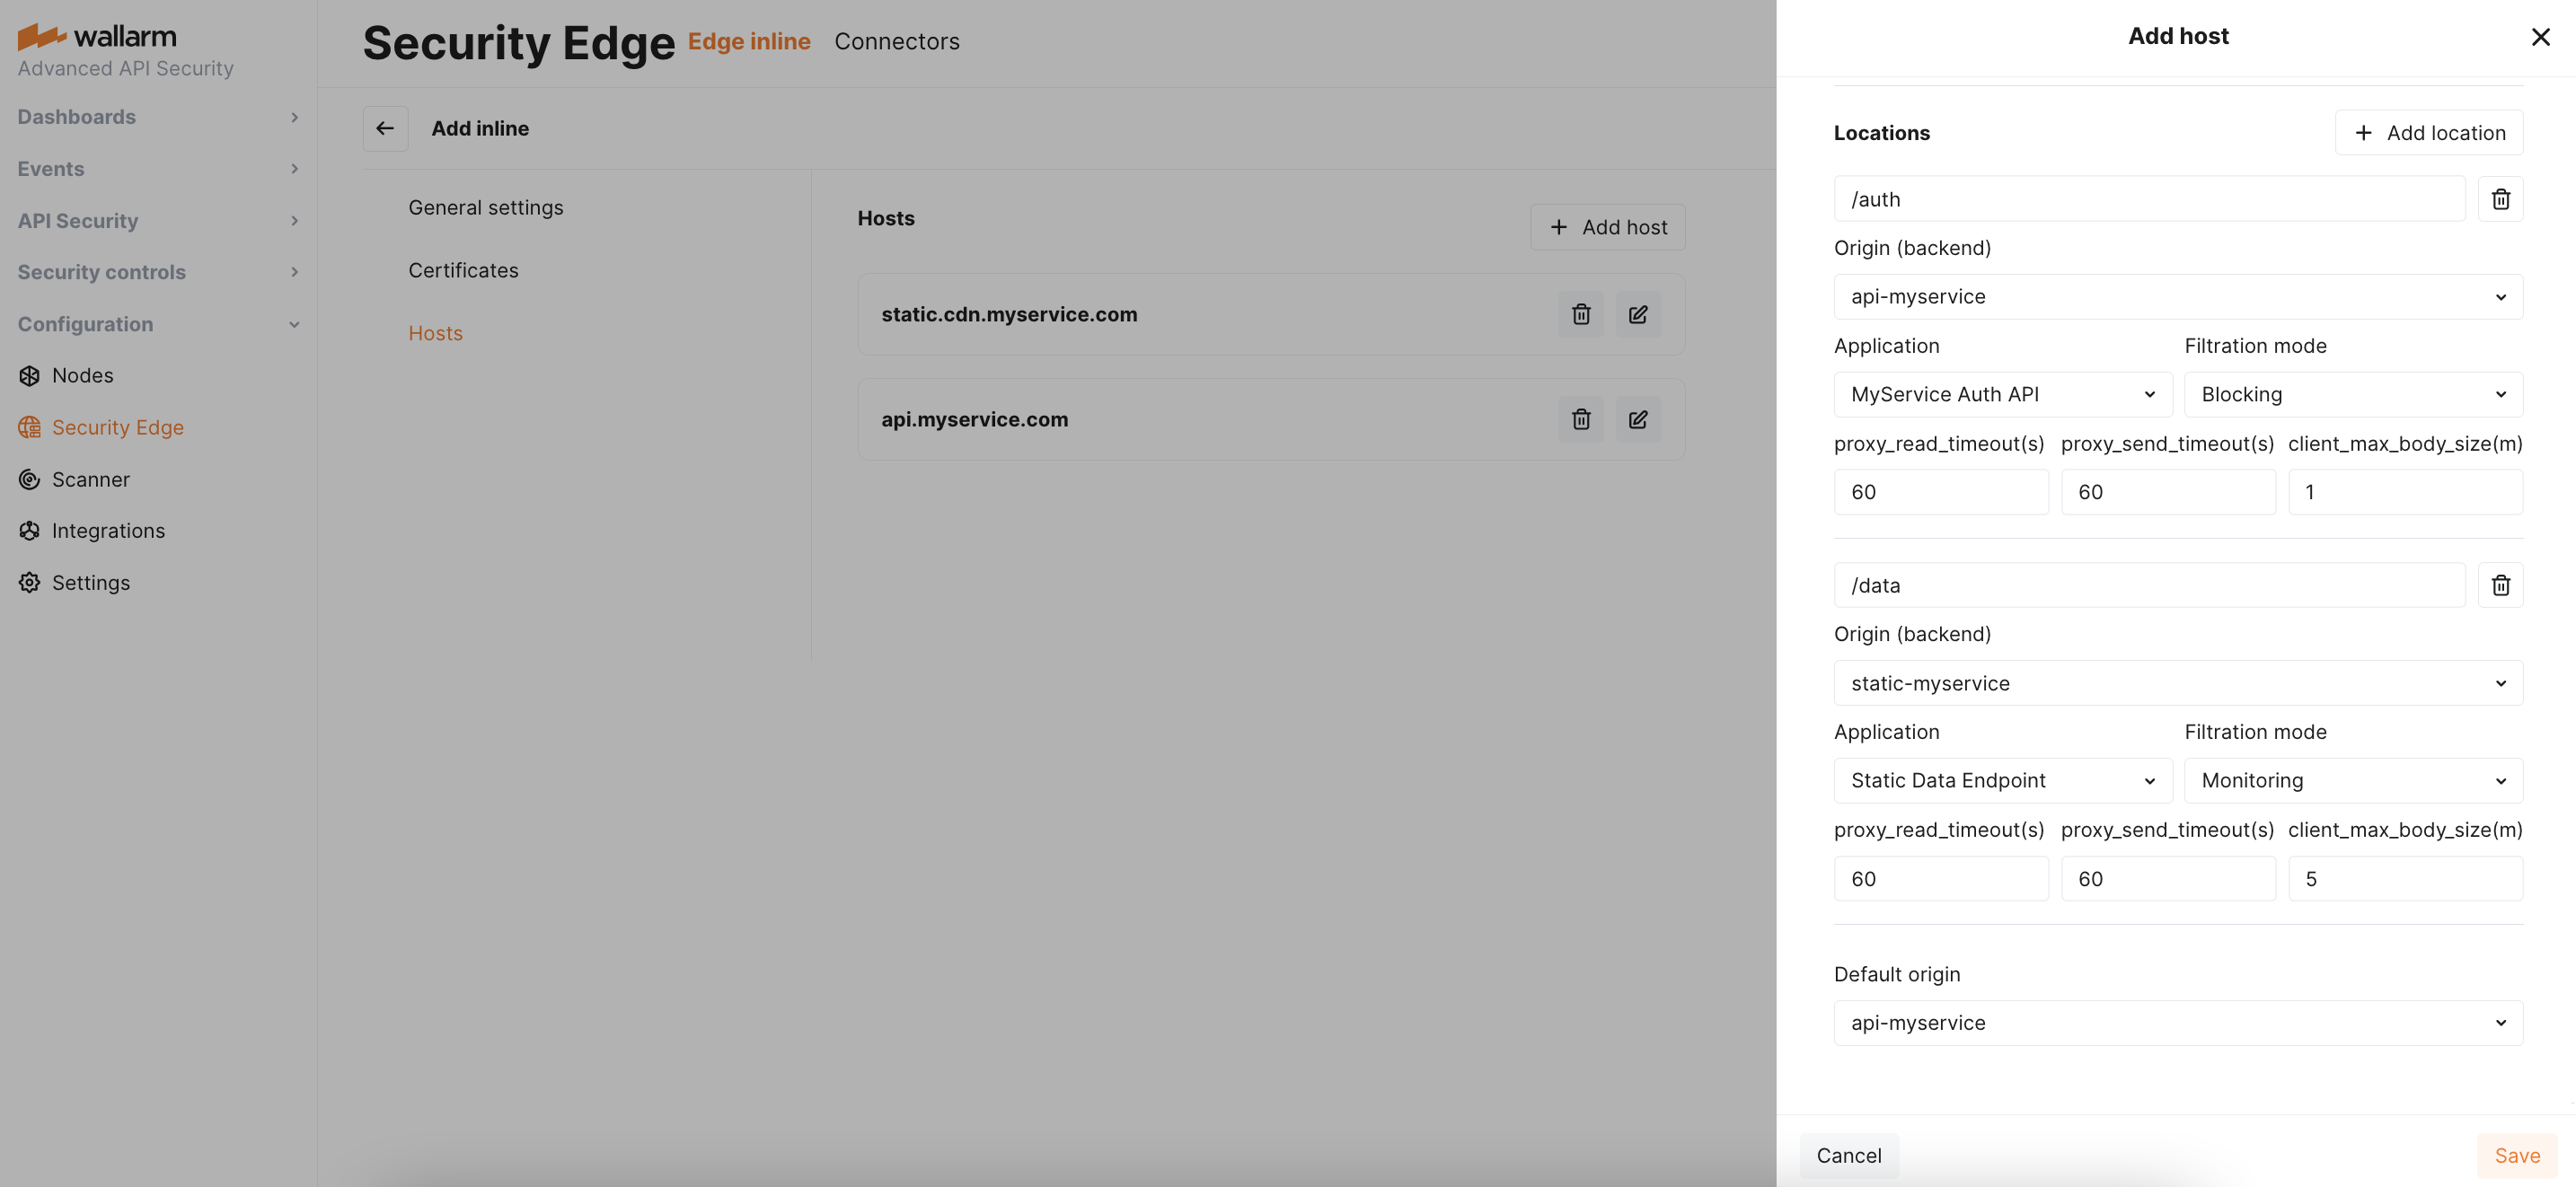 wallarm
Advanced API Security
Dashboards
Events
API Security
Security controls
Configuration
Nodes
Security Edge
Scanner
Integrations
Settings
Security Edge Edge inline Connectors
Add inline
General settings
Certificates
Hosts
Hosts
Add host
static.cdn.myservice.com
api.myservice.com
Add host
Locations
Add location
/auth
Origin (backend)
api-myservice
Application Filtration mode
MyService Auth API Blocking
proxy_read_timeout(s) proxy_send_timeout(s) client_max_body_size(m)
60 60 1
/data
Origin (backend)
static-myservice
Application Filtration mode
Static Data Endpoint Monitoring
proxy_read_timeout(s) proxy_send_timeout(s) client_max_body_size(m)
60 60 5
Default origin
api-myservice
Cancel Save